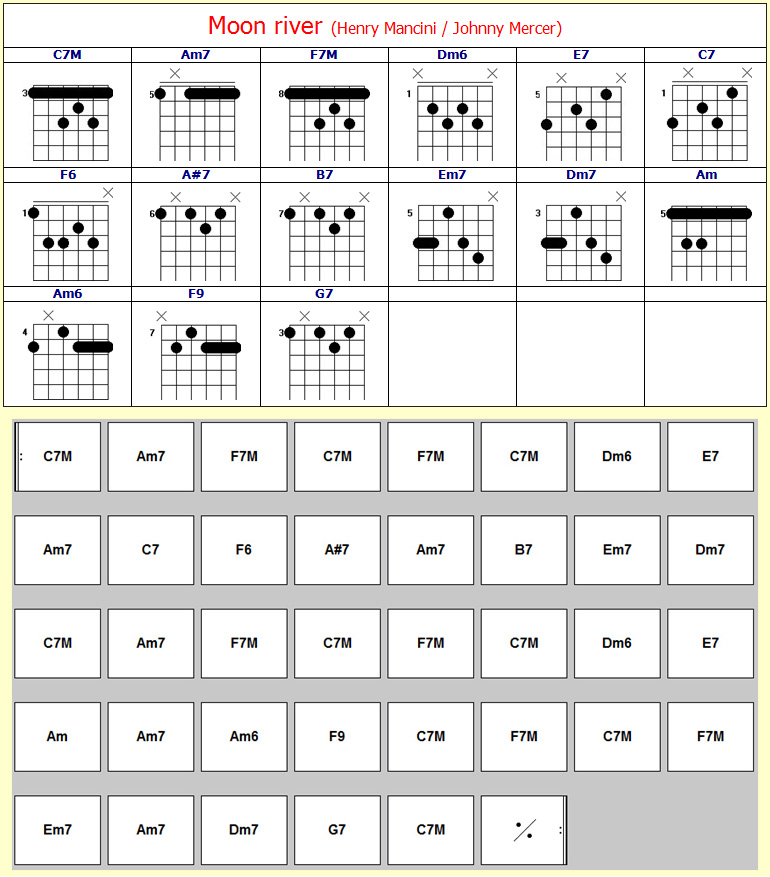 Moon river (Henry Mancini / Johnny Mercer)
C7M Am7 F7M Dm6 E7 C7
3 5 8 1 5 1
F6 A#7 B7 Em7 Dm7 Am
1 6 7 5 3 5
Am6 F9 G7
4 7 3
: C7M Am7 F7M C7M F7M C7M Dm6 E7
Am7 C7 F6 A#7 Am7 B7 Em7 Dm7
C7M Am7 F7M C7M F7M C7M Dm6 E7
Am Am7 Am6 F9 C7M F7M C7M F7M
Em7 Am7 Dm7 G7 C7M :